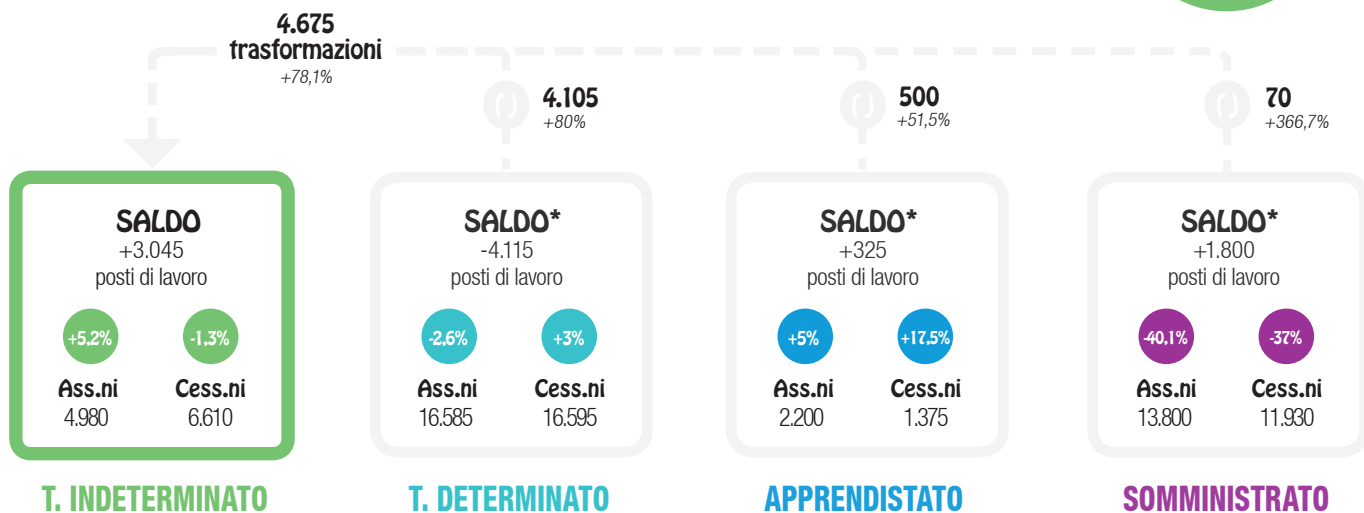 4.675
trasformazioni
+78,1%
4.105
+80%
500
+51,5%
70
+366,7%
SALDO
+3.045
posti di lavoro
+5,2%
-1,3%
Ass.ni
Cess.ni
4.980
6.610
T. INDETERMINATO
SALDO*
-4.115
posti di lavoro
-2,6%
+3%
Ass.ni
Cess.ni
16.585
16.595
T. DETERMINATO
SALDO*
+325
posti di lavoro
+5%
+17,5%
Ass.ni
Cess.ni
2.200
1.375
APPRENDISTATO
SALDO*
+1.800
posti di lavoro
-40,1%
-37%
Ass.ni
Cess.ni
13.800
11.930
SOMMINISTRATO